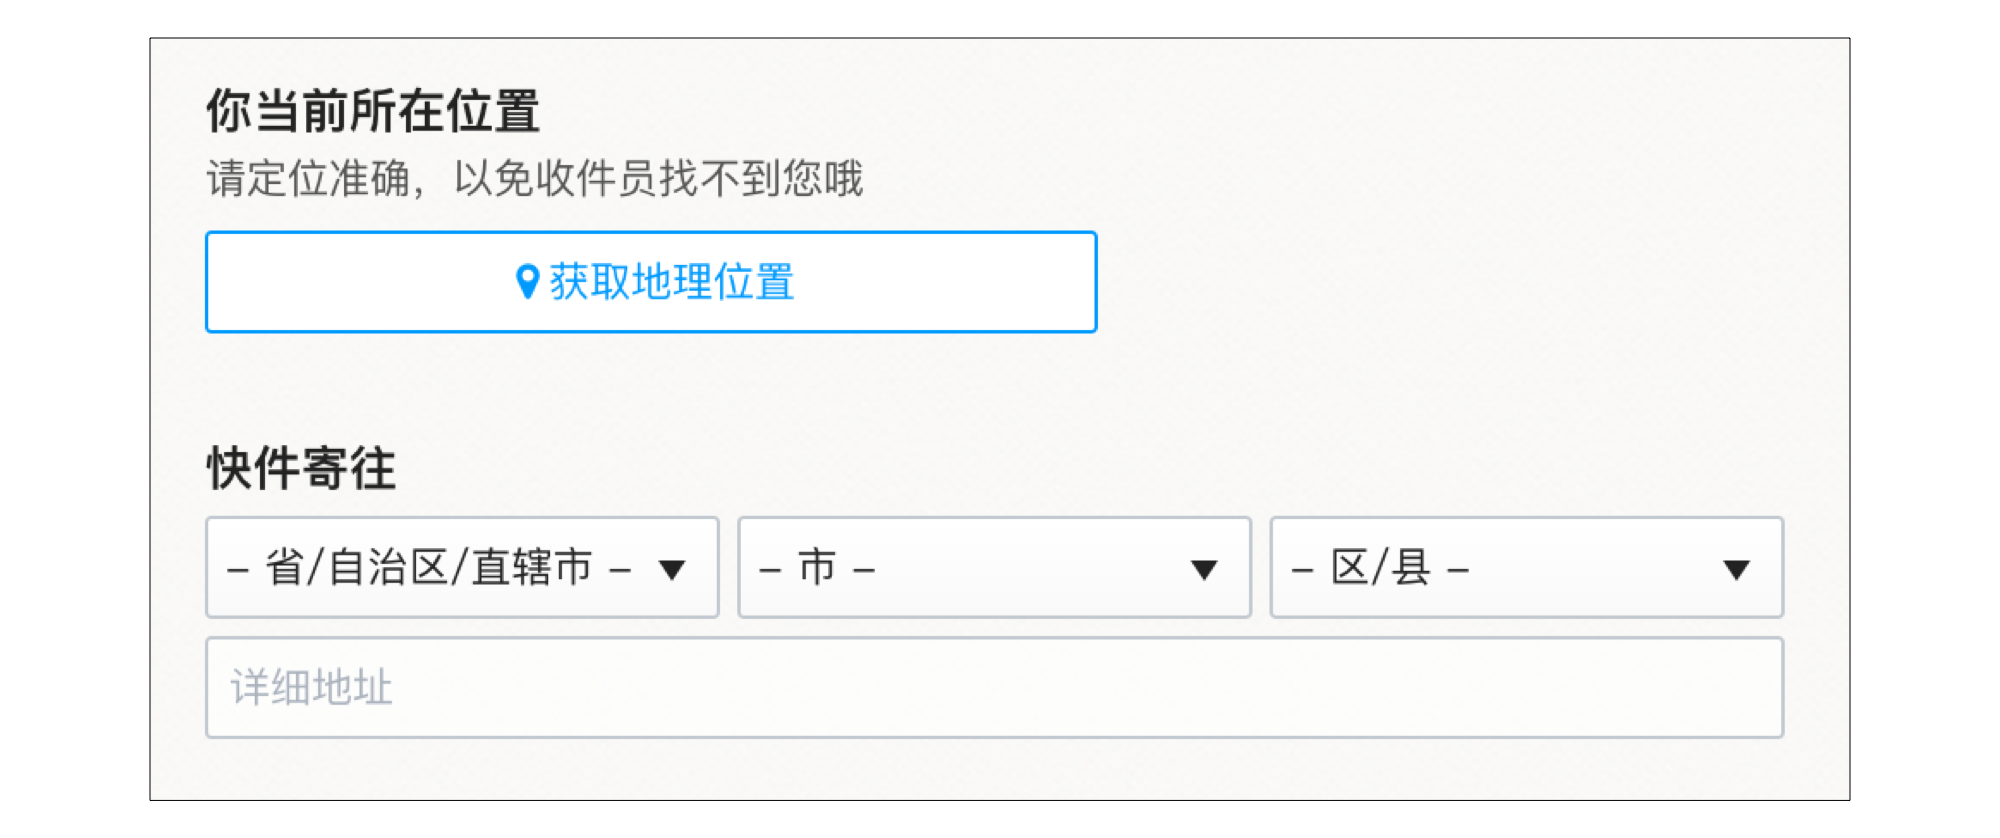 你当前所在位置
请定位准确，以免收件员找不到您哦
获取地理位置
快件寄往
– 省/自治区/直辖市 – – 市 – – 区/县 –
详细地址